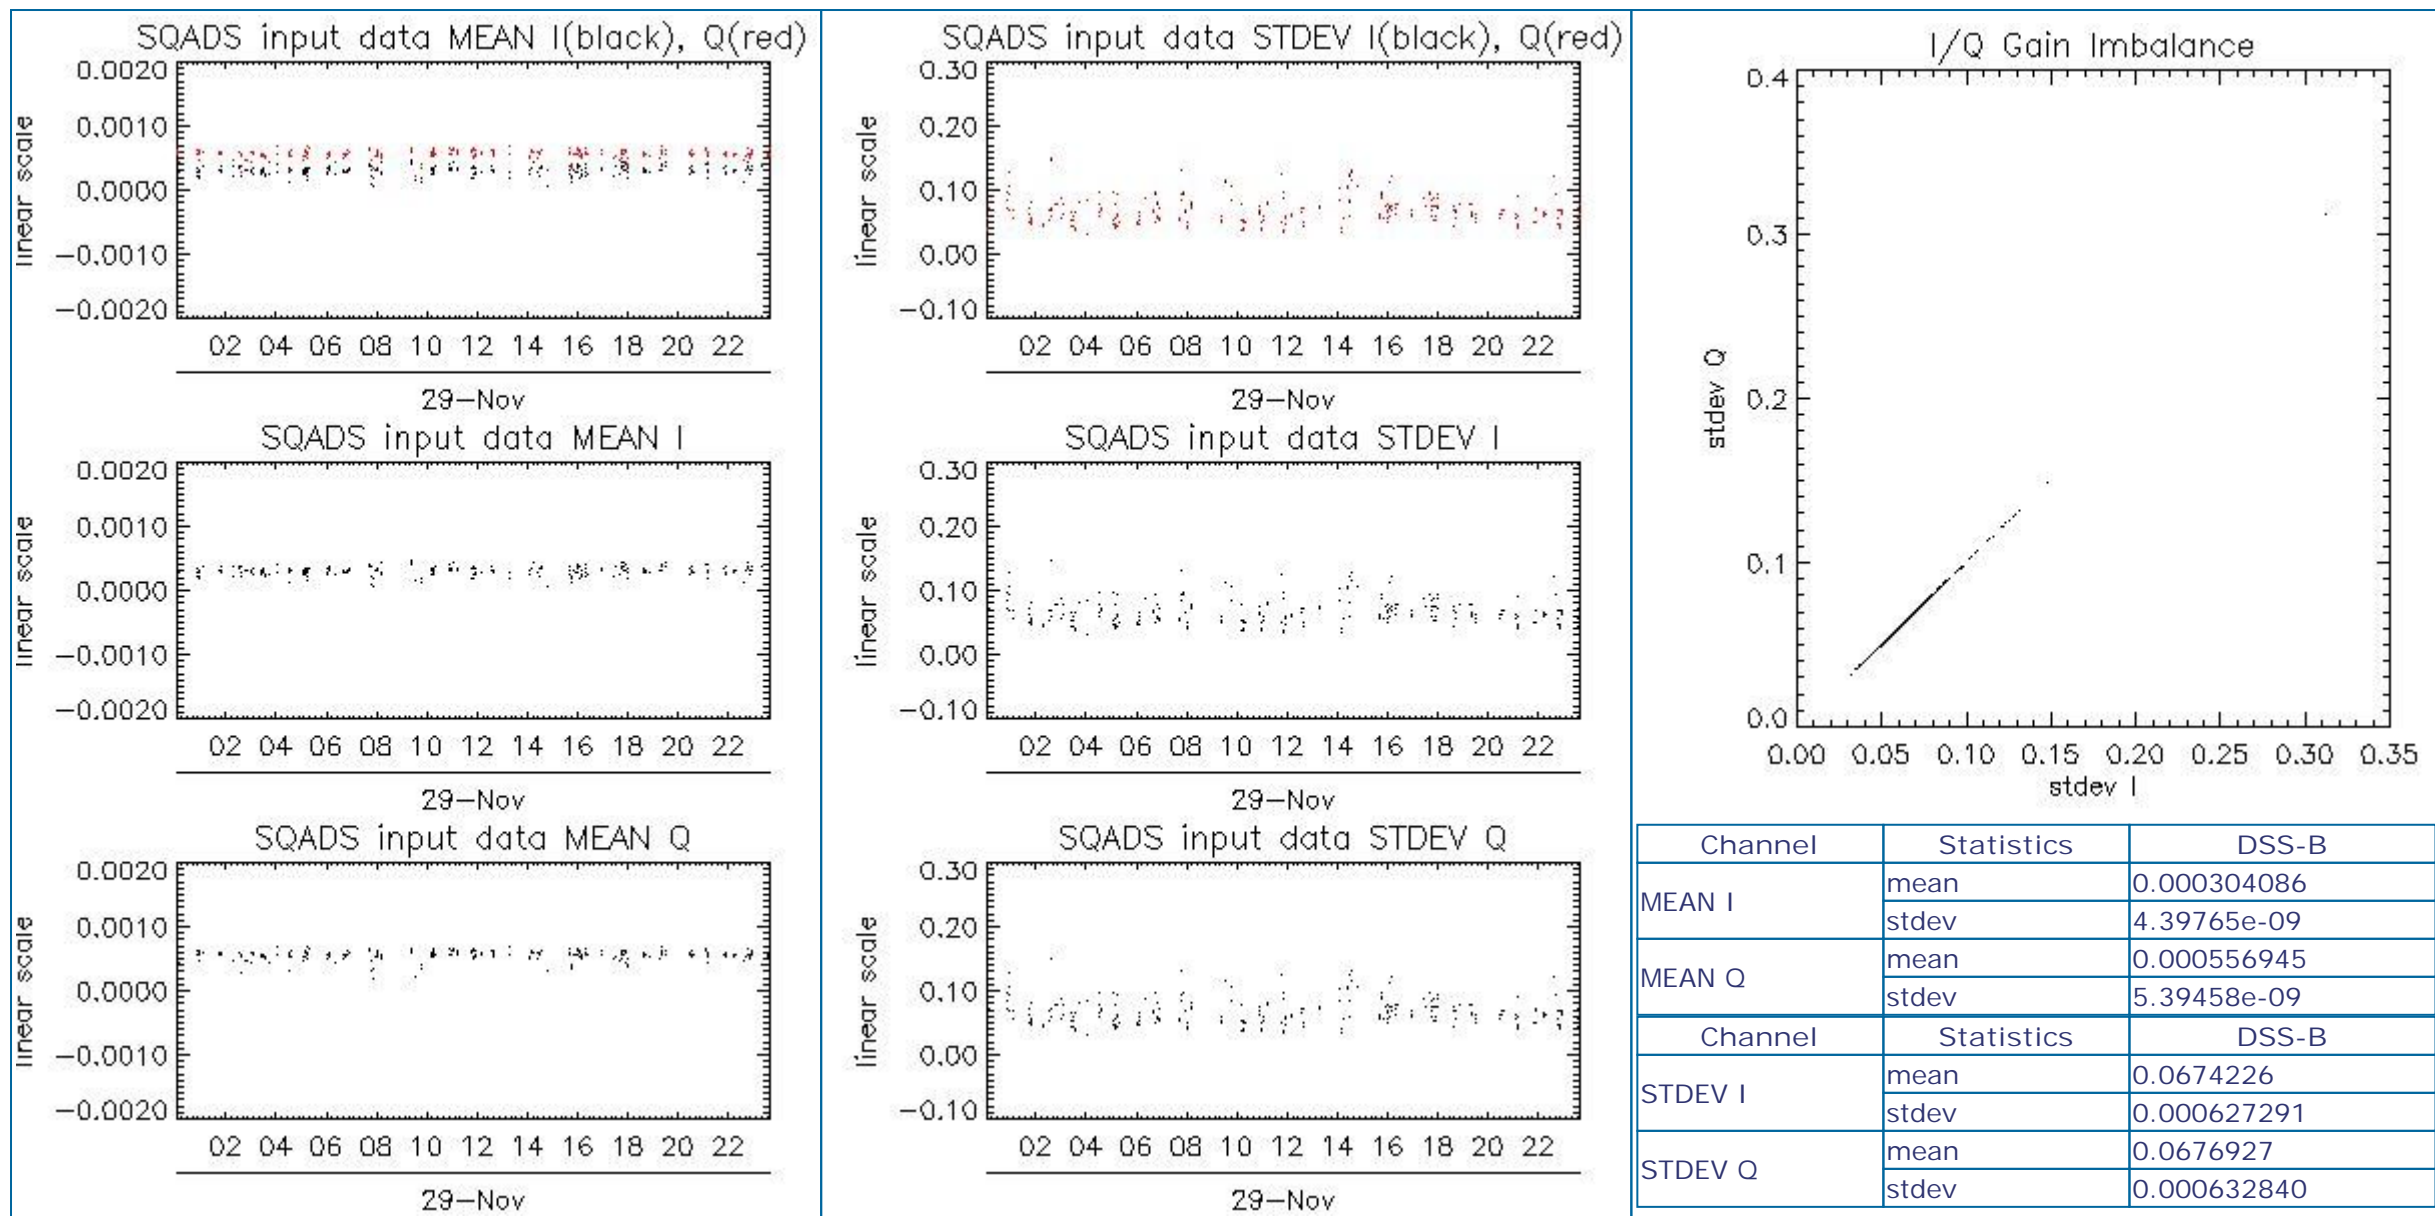 SQADS input data MEAN I(black), Q(red)
0.0020
0.0010
0.0000
−0.0010
−0.0020
linear scale
02 04 06 08 10 12 14 16 18 20 22
29−Nov
SQADS input data MEAN I
0.0020
0.0010
0.0000
−0.0010
−0.0020
linear scale
02 04 06 08 10 12 14 16 18 20 22
29−Nov
SQADS input data MEAN Q
0.0020
0.0010
0.0000
−0.0010
−0.0020
linear scale
02 04 06 08 10 12 14 16 18 20 22
29−Nov
SQADS input data STDEV I(black), Q(red)
0.30
0.20
0.10
0.00
−0.10
linear scale
02 04 06 08 10 12 14 16 18 20 22
29−Nov
SQADS input data STDEV I
0.30
0.20
0.10
0.00
−0.10
linear scale
02 04 06 08 10 12 14 16 18 20 22
29−Nov
SQADS input data STDEV Q
0.30
0.20
0.10
0.00
−0.10
linear scale
02 04 06 08 10 12 14 16 18 20 22
29−Nov
I/Q Gain Imbalance
0.4
0.3
0.2
0.1
0.0
stdev Q
0.00 0.05 0.10 0.15 0.20 0.25 0.30 0.35
stdev I
Channel Statistics DSS-B
MEAN I mean 0.000304086
stdev 4.39765e-09
MEAN Q mean 0.000556945
stdev 5.39458e-09
Channel Statistics DSS-B
STDEV I mean 0.0674226
stdev 0.000627291
STDEV Q mean 0.0676927
stdev 0.000632840